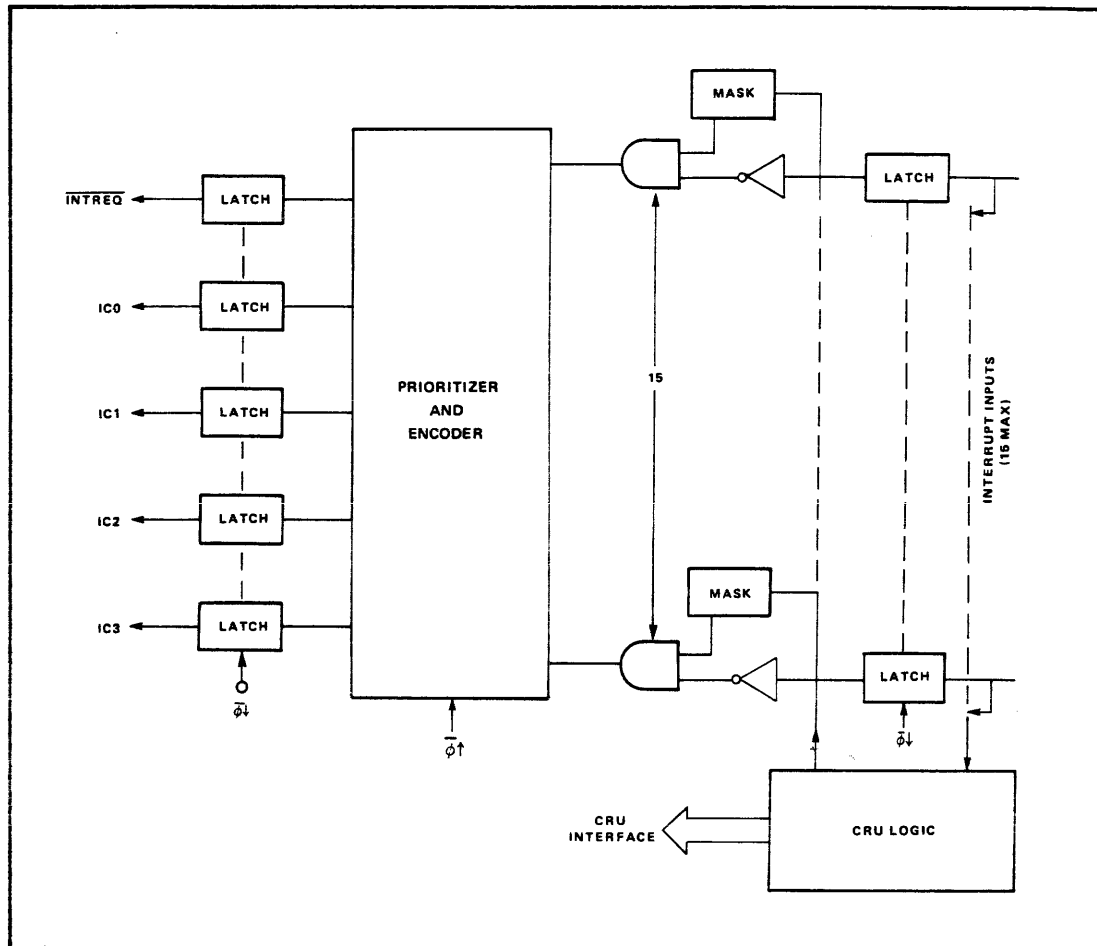 MASK
LATCH
INTREQ
LATCH
IC0
LATCH
IC1
LATCH
IC2
LATCH
IC3
LATCH
φ̅↓
PRIORITIZER
AND
ENCODER
φ̅↑
15
MASK
LATCH
φ̅↓
INTERRUPT INPUTS
(15 MAX)
CRU
INTERFACE
CRU LOGIC